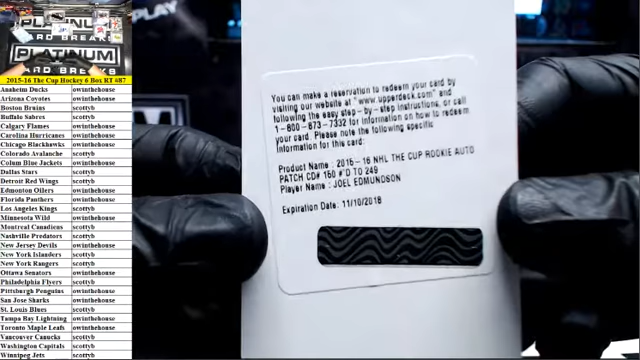 PLATINUM
PLATINUM
CARD BREAKS
PLAY
2015-16 The Cup Hockey 6 Box RT #87
Anaheim Ducks owinthehouse
Arizona Coyotes owinthehouse
Boston Bruins scottyb
Buffalo Sabres scottyb
Calgary Flames owinthehouse
Carolina Hurricanes owinthehouse
Chicago Blackhawks owinthehouse
Colorado Avalanche scottyb
Colum Blue Jackets owinthehouse
Dallas Stars scottyb
Detroit Red Wings scottyb
Edmonton Oilers owinthehouse
Florida Panthers owinthehouse
Los Angeles Kings scottyb
Minnesota Wild owinthehouse
Montreal Canadiens scottyb
Nashville Predators scottyb
New Jersey Devils owinthehouse
New York Islanders scottyb
New York Rangers scottyb
Ottawa Senators owinthehouse
Philadelphia Flyers scottyb
Pittsburgh Penguins owinthehouse
San Jose Sharks owinthehouse
St. Louis Blues scottyb
Tampa Bay Lightning owinthehouse
Toronto Maple Leafs owinthehouse
Vancouver Canucks scottyb
Washington Capitals scottyb
Winnipeg Jets scottyb
You can make a reservation to redeem your card by
visiting our website at "www.upperdeck.com" and
following the easy step-by-step instructions, or call
1-800-873-7332 for information on how to redeem
your card. Please note the following specific
information for this card:
Product Name : 2015-16 NHL THE CUP ROOKIE AUTO
PATCH CD# 160 #'D TO 249
Player Name : JOEL EDMUNDSON
Expiration Date: 11/10/2018